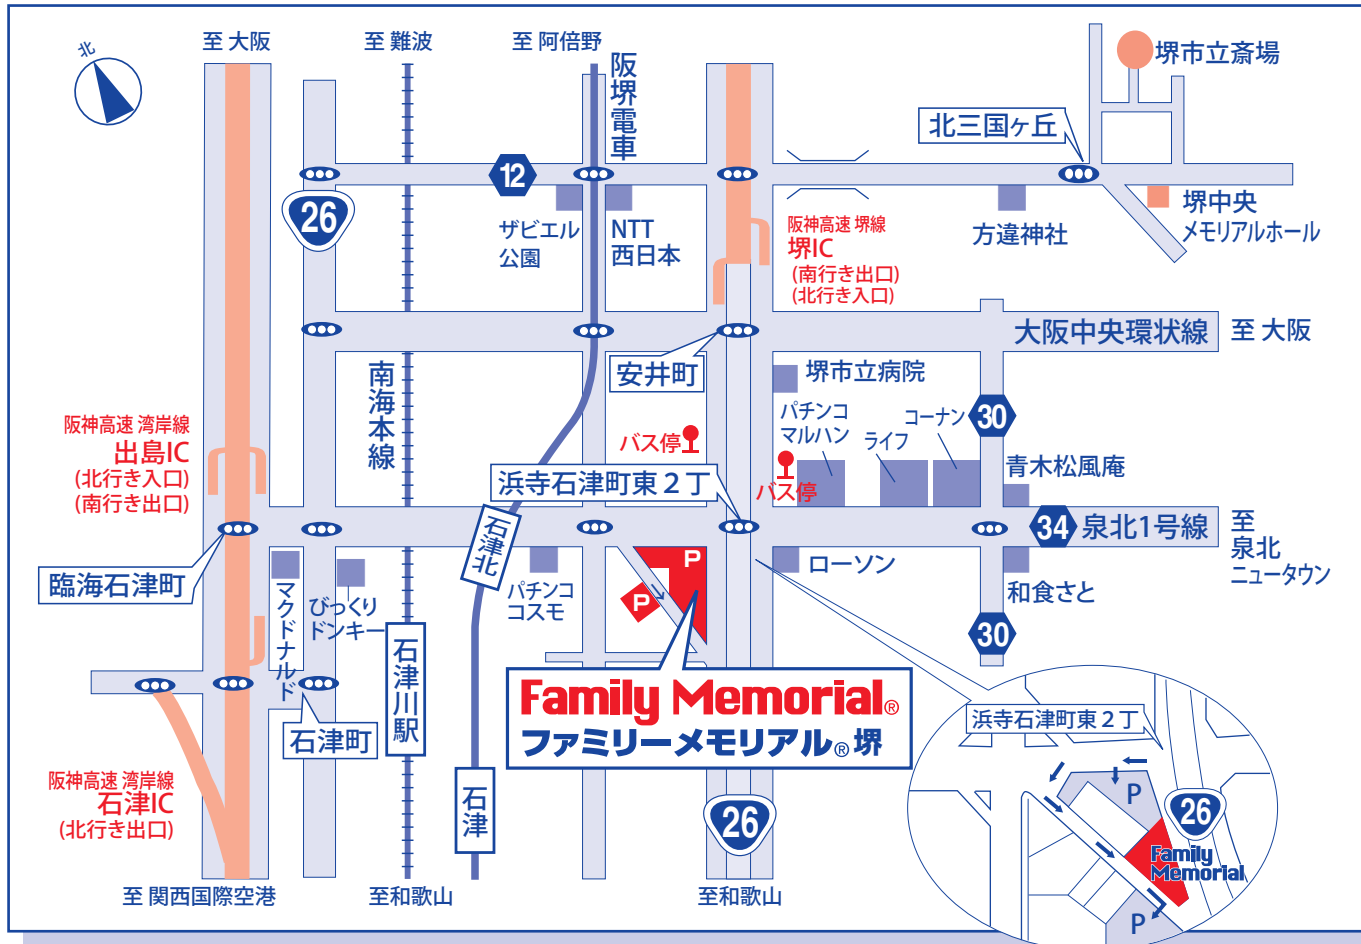 北
至 大阪
至 難波
至 阿倍野
阪堺電車
堺市立斎場
北三国ヶ丘
12
26
ザビエル
公園
NTT
西日本
阪神高速 堺線
堺IC
(南行き出口)
(北行き入口)
方違神社
堺中央
メモリアルホール
大阪中央環状線
至 大阪
安井町
南海本線
堺市立病院
パチンコ
マルハン
ライフ
コーナン
30
青木松風庵
阪神高速 湾岸線
出島IC
(北行き入口)
(南行き出口)
バス停
バス停
浜寺石津町東２丁
石津北
34
泉北1号線
至
泉北
ニュータウン
臨海石津町
マクドナルド
びっくり
ドンキー
パチンコ
コスモ
P
P
ローソン
和食さと
30
石津町
石津川駅
石津
Family Memorial®
ファミリーメモリアル®堺
阪神高速 湾岸線
石津IC
(北行き出口)
26
浜寺石津町東２丁
P
26
Family
Memorial
P
至 関西国際空港
至和歌山
至和歌山